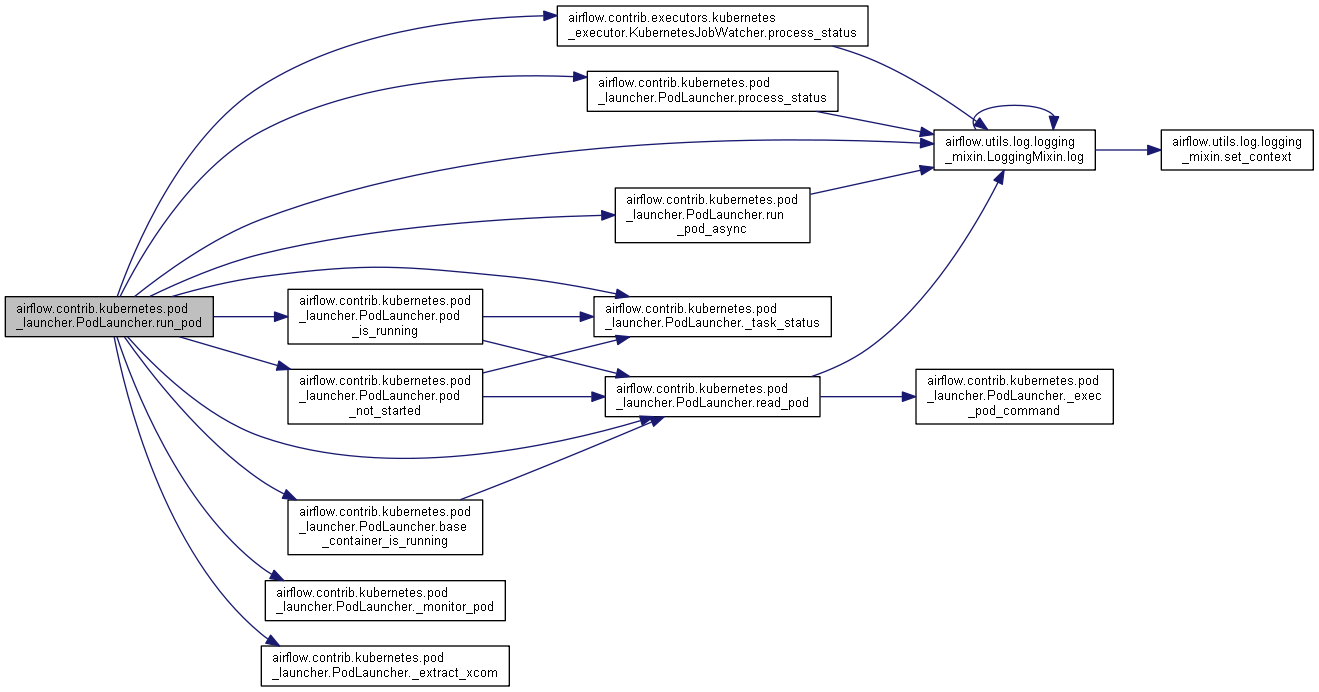 airflow.contrib.executors.kubernetes
_executor.KubernetesJobWatcher.process_status
airflow.contrib.kubernetes.pod
_launcher.PodLauncher.process_status
airflow.utils.log.logging
_mixin.LoggingMixin.log
airflow.utils.log.logging
_mixin.set_context
airflow.contrib.kubernetes.pod
_launcher.PodLauncher.run
_pod_async
airflow.contrib.kubernetes.pod
_launcher.PodLauncher.run_pod
airflow.contrib.kubernetes.pod
_launcher.PodLauncher.pod
_is_running
airflow.contrib.kubernetes.pod
_launcher.PodLauncher._task_status
airflow.contrib.kubernetes.pod
_launcher.PodLauncher.pod
_not_started
airflow.contrib.kubernetes.pod
_launcher.PodLauncher.read_pod
airflow.contrib.kubernetes.pod
_launcher.PodLauncher._exec
_pod_command
airflow.contrib.kubernetes.pod
_launcher.PodLauncher.base
_container_is_running
airflow.contrib.kubernetes.pod
_launcher.PodLauncher._monitor_pod
airflow.contrib.kubernetes.pod
_launcher.PodLauncher._extract_xcom